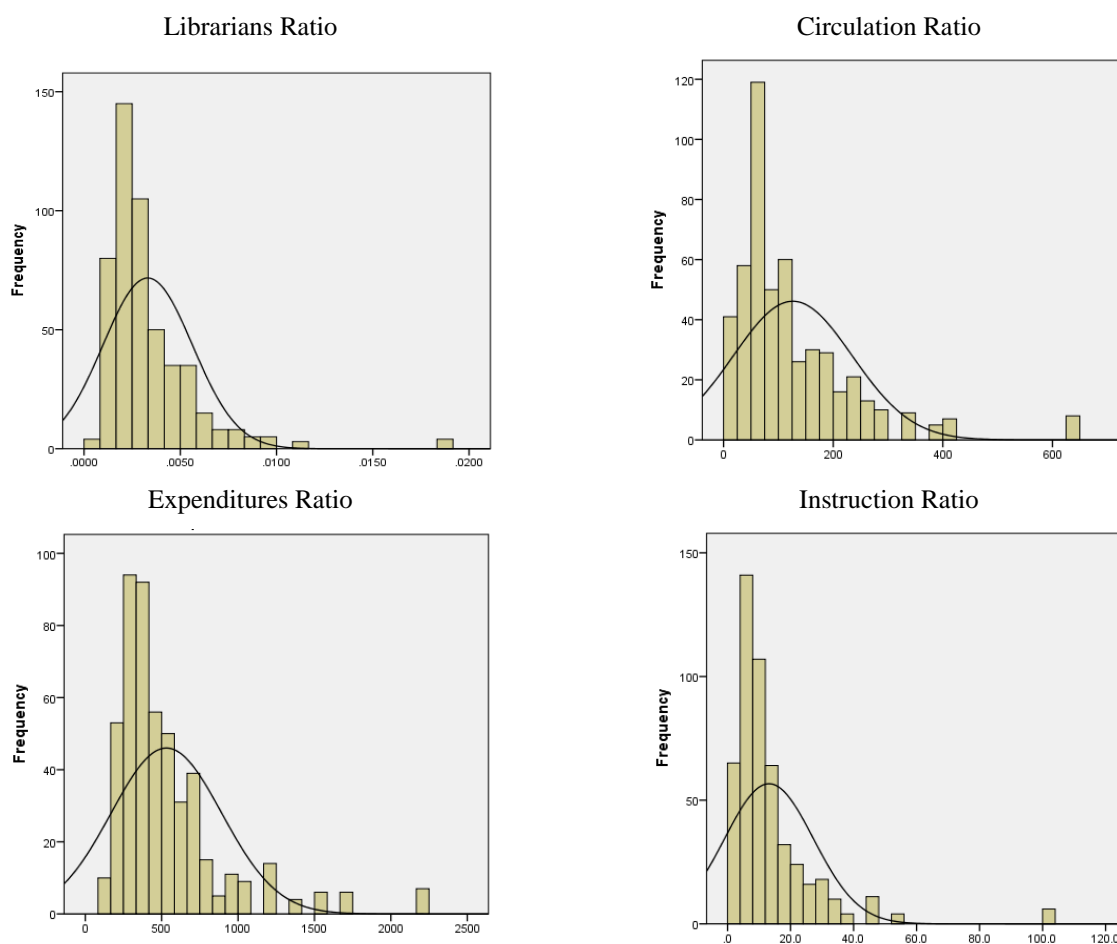 Librarians Ratio
150
100
50
0
Frequency
.0000 .0050 .0100 .0150 .0200
Circulation Ratio
120
100
80
60
40
20
0
Frequency
0 200 400 600
Expenditures Ratio
100
80
60
40
20
0
Frequency
0 500 1000 1500 2000 2500
Instruction Ratio
150
100
50
0
Frequency
.0 20.0 40.0 60.0 80.0 100.0 120.0